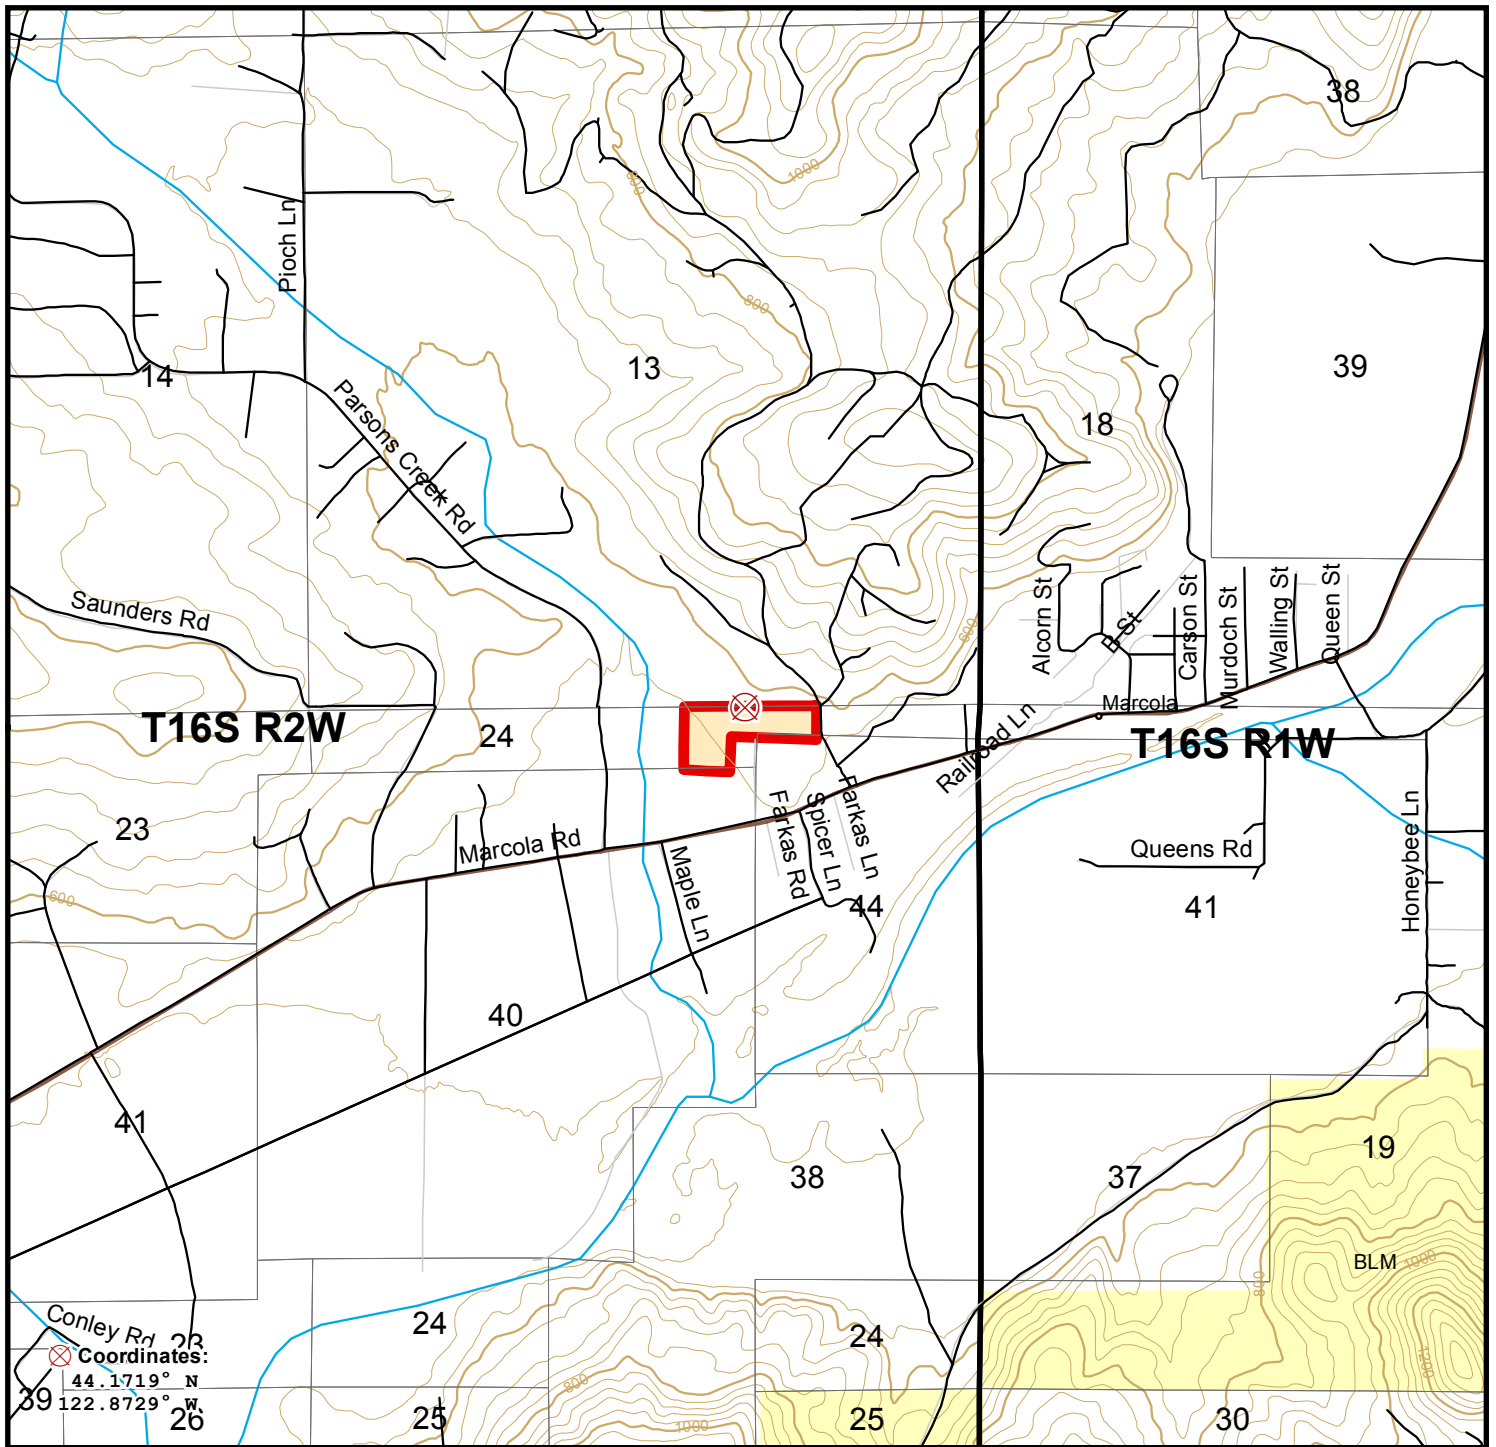 38
1000
800
Pioch Ln
39
800
13
14
Parsons Creek Rd
18
Saunders Rd
600
Alcorn St
B St
Carson St
Murdoch St
Walling St
Queen St
Marcola
T16S R2W
24
T16S R1W
Railroad Ln
23
Marcola Rd
Maple Ln
Farkas Rd
Spicer Ln
Farkas Ln
Queens Rd
Honeybee Ln
600
44
41
40
41
38
37
19
BLM
1000
800
1200
Conley Rd
23
24
24
Coordinates:
44.1719° N
122.8729° W
39
26
25
800
1000
25
30